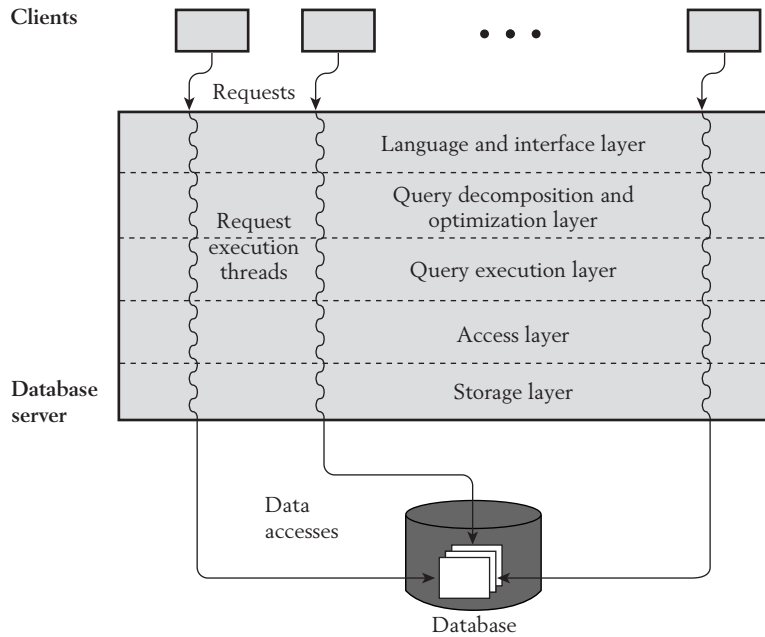 Clients
Requests
Language and interface layer
Query decomposition and
optimization layer
Request
execution
threads
Query execution layer
Access layer
Database
server
Storage layer
Data
accesses
Database